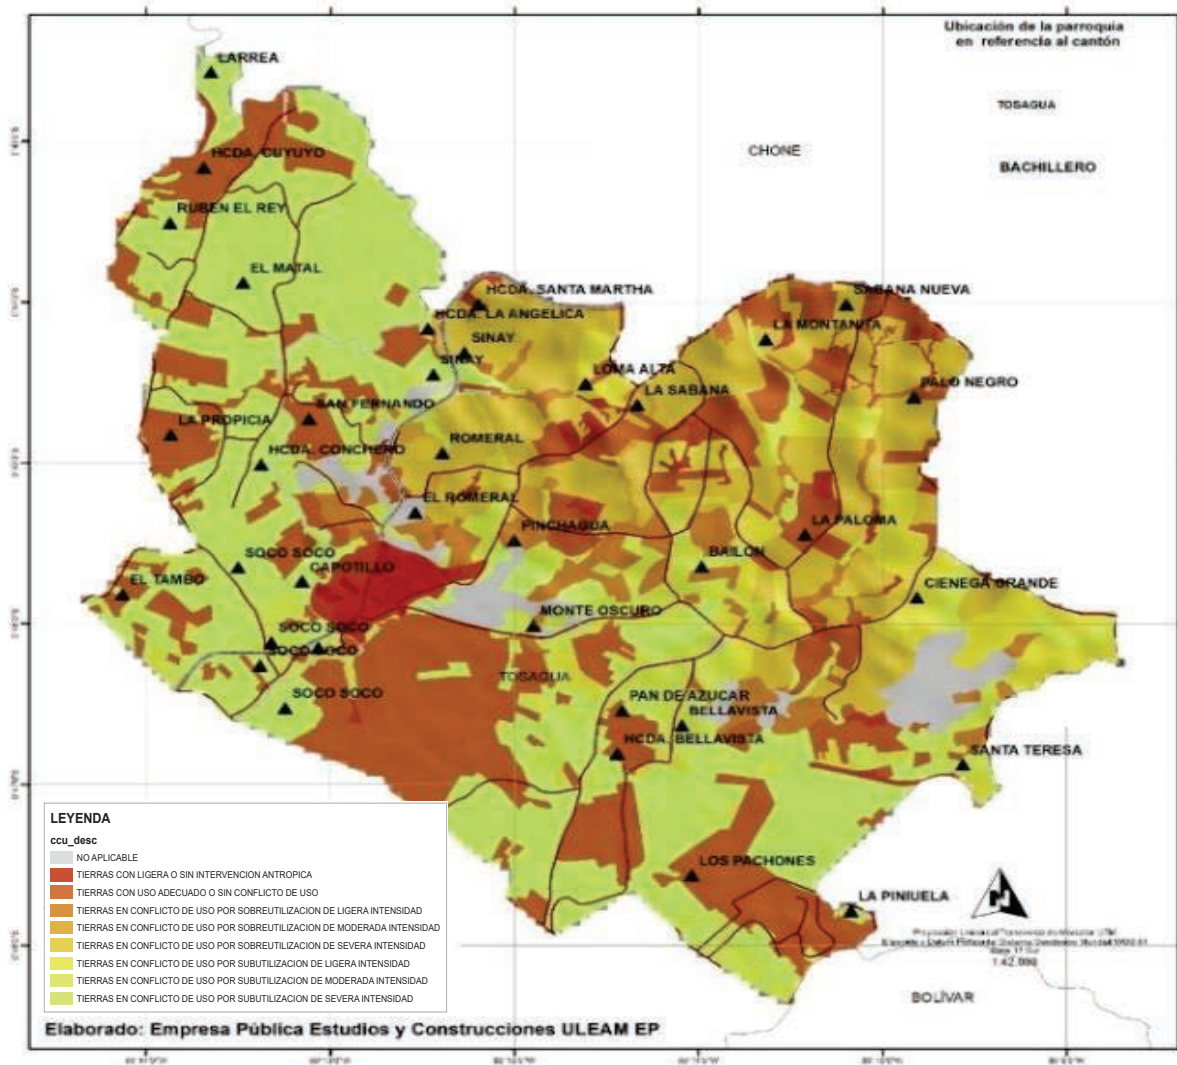 Ubicación de la parroquia
en referencia al cantón
TOSAGUA
BACHILLERO
CHONE
LARREA
HCDA. CUYUYO
RUBEN EL REY
EL MATAL
HCDA. SANTA MARTHA
HCDA. LA ANGELICA
SINAY
SINAY
SABANA NUEVA
LA MONTANITA
LOMA ALTA
LA SABANA
PALO NEGRO
SAN FERNANDO
LA PROPICIA
HCDA. CONCHERO
ROMERAL
EL ROMERAL
PINCHAGUA
LA PALOMA
BAILON
SOCO SOCO
CAPOTILLO
EL TAMBO
CIENEGA GRANDE
MONTE OSCURO
SOCO SOCO
SOCO SOCO
TOSAGUA
SOCO SOCO
PAN DE AZUCAR
BELLAVISTA
HCDA. BELLAVISTA
SANTA TERESA
LOS PACHONES
LA PINIUELA
BOLÍVAR
1:42.000
LEYENDA
ccu_desc
NO APLICABLE
TIERRAS CON LIGERA O SIN INTERVENCION ANTROPICA
TIERRAS CON USO ADECUADO O SIN CONFLICTO DE USO
TIERRAS EN CONFLICTO DE USO POR SOBREUTILIZACION DE LIGERA INTENSIDAD
TIERRAS EN CONFLICTO DE USO POR SOBREUTILIZACION DE MODERADA INTENSIDAD
TIERRAS EN CONFLICTO DE USO POR SOBREUTILIZACION DE SEVERA INTENSIDAD
TIERRAS EN CONFLICTO DE USO POR SUBUTILIZACION DE LIGERA INTENSIDAD
TIERRAS EN CONFLICTO DE USO POR SUBUTILIZACION DE MODERADA INTENSIDAD
TIERRAS EN CONFLICTO DE USO POR SUBUTILIZACION DE SEVERA INTENSIDAD
Elaborado: Empresa Pública Estudios y Construcciones ULEAM EP